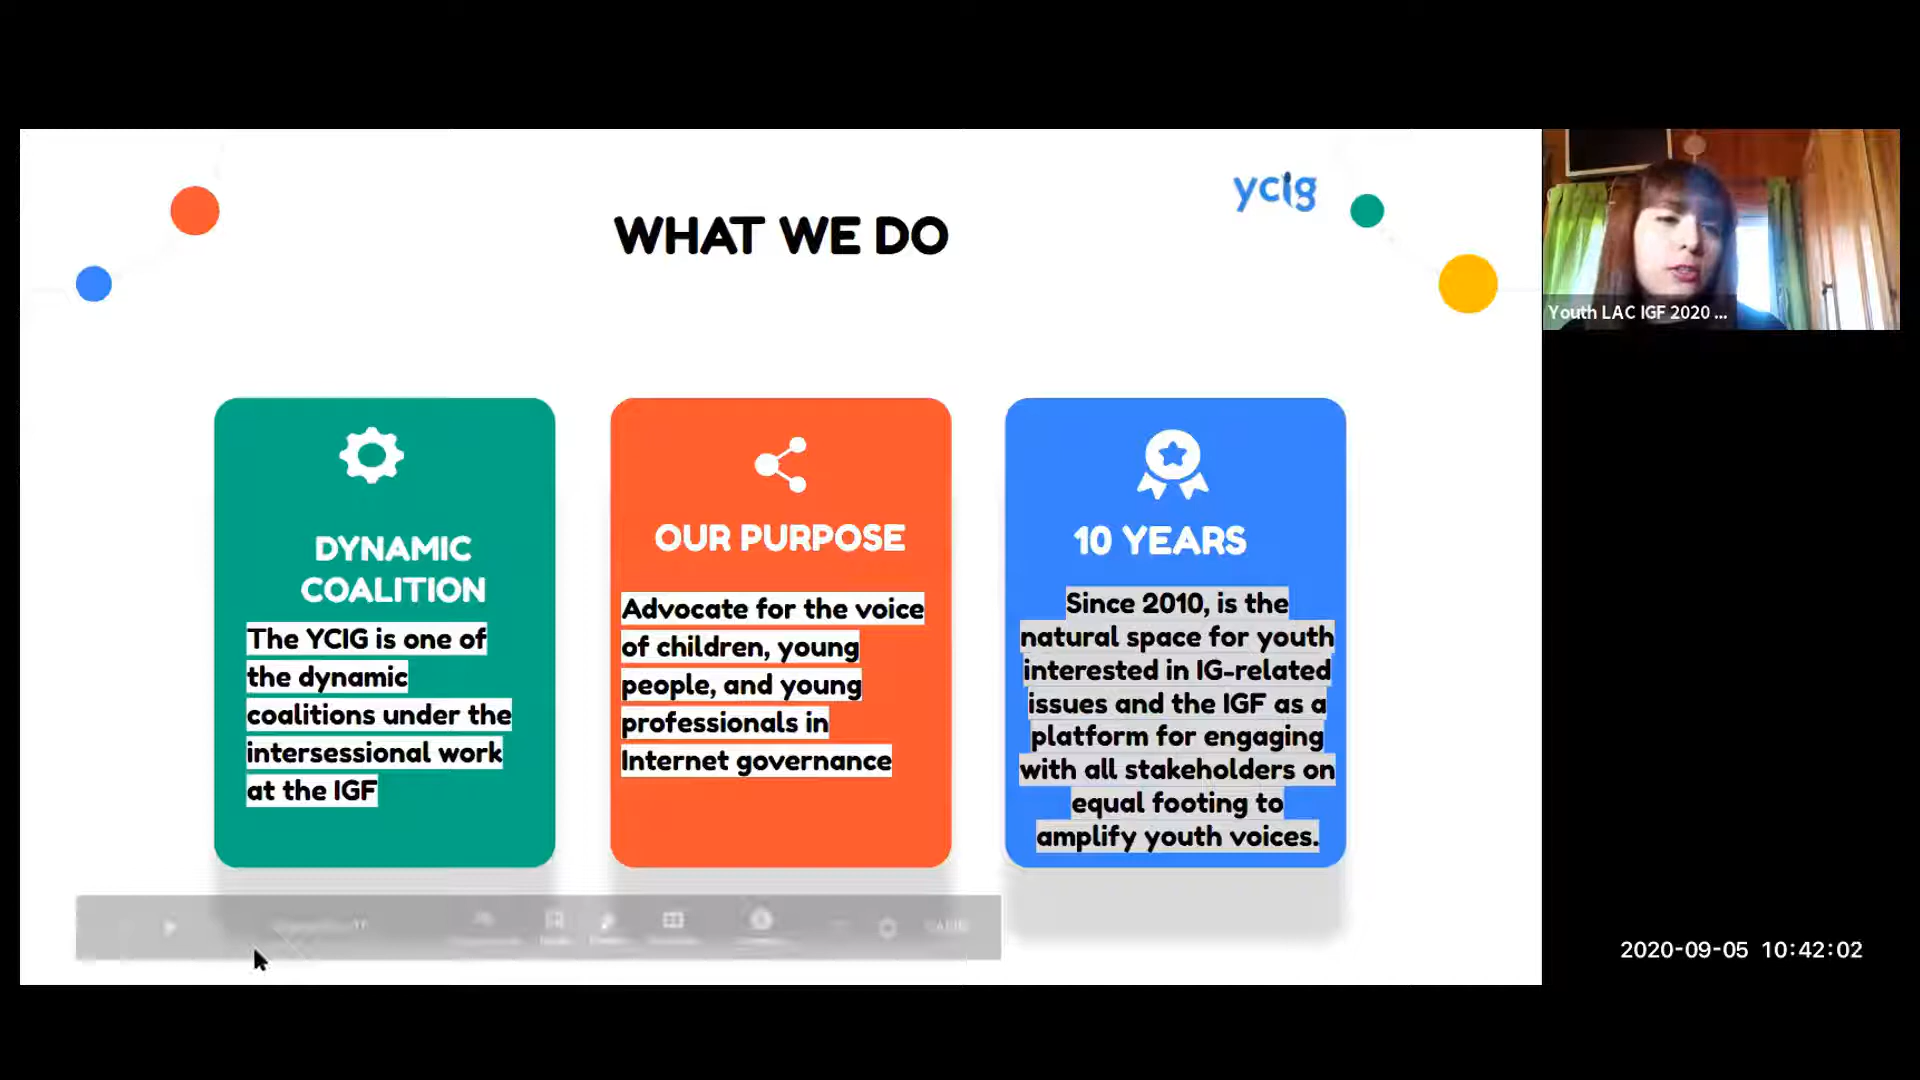 ycig
WHAT WE DO
DYNAMIC
COALITION
The YCIG is one of
the dynamic
coalitions under the
intersessional work
at the IGF
OUR PURPOSE
Advocate for the voice
of children, young
people, and young
professionals in
Internet governance
10 YEARS
Since 2010, is the
natural space for youth
interested in IG-related
issues and the IGF as a
platform for engaging
with all stakeholders on
equal footing to
amplify youth voices.
Youth LAC IGF 2020 ...
2020-09-05 10:42:02